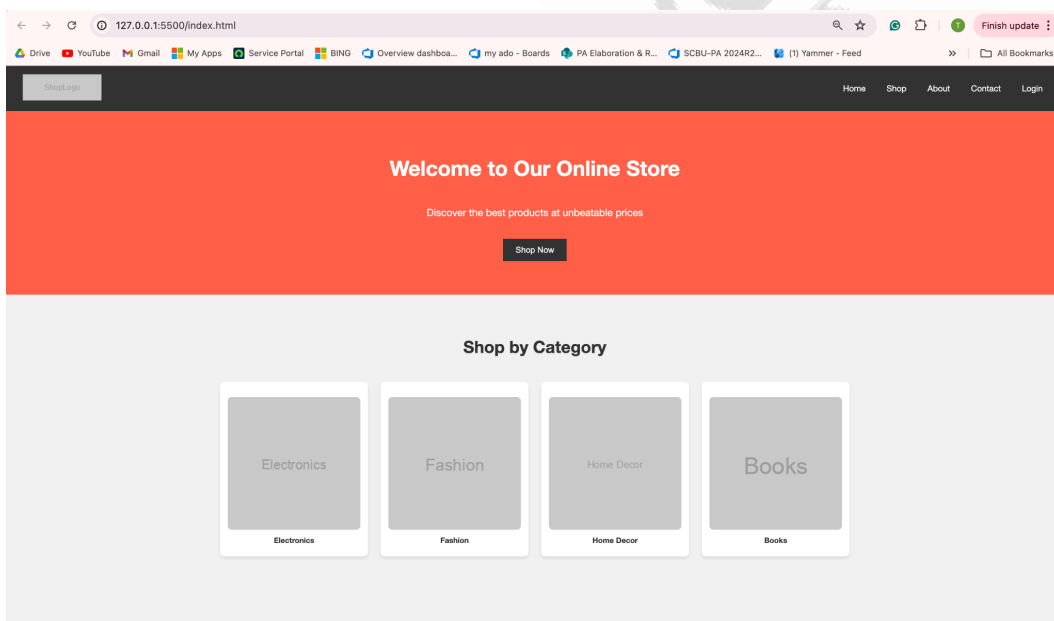 127.0.0.1:5500/index.html
Finish update
Drive YouTube Gmail My Apps Service Portal BING Overview dashboa... my ado - Boards PA Elaboration & R... SCBU-PA 2024R2... (1) Yammer - Feed » All Bookmarks
ShopLogo
Home Shop About Contact Login
Welcome to Our Online Store
Discover the best products at unbeatable prices
Shop Now
Shop by Category
Electronics Fashion Home Decor Books
Electronics Fashion Home Decor Books